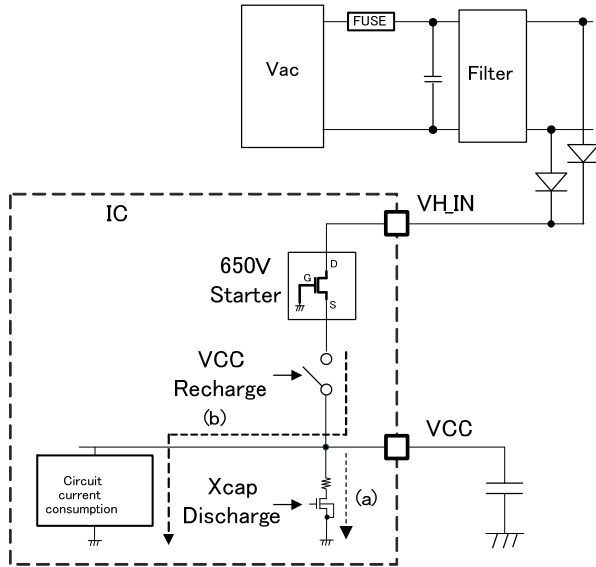 FUSE
Vac
Filter
IC
VH_IN
650V
Starter
D
G
S
VCC
Recharge
(b)
VCC
Circuit
current
consumption
Xcap
Discharge
(a)